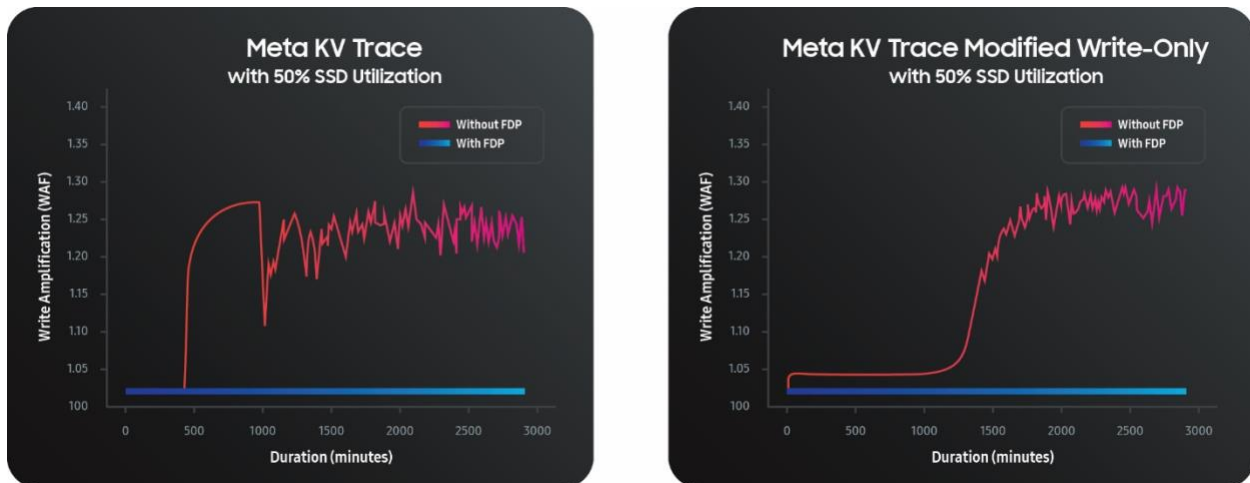 Meta KV Trace
with 50% SSD Utilization
Write Amplification (WAF)
1.40
1.35
1.30
1.25
1.20
1.15
1.10
1.05
100
Without FDP
With FDP
0 500 1000 1500 2000 2500 3000
Duration (minutes)
Meta KV Trace Modified Write-Only
with 50% SSD Utilization
Write Amplification (WAF)
1.40
1.35
1.30
1.25
1.20
1.15
1.10
1.05
100
Without FDP
With FDP
0 500 1000 1500 2000 2500 3000
Duration (minutes)